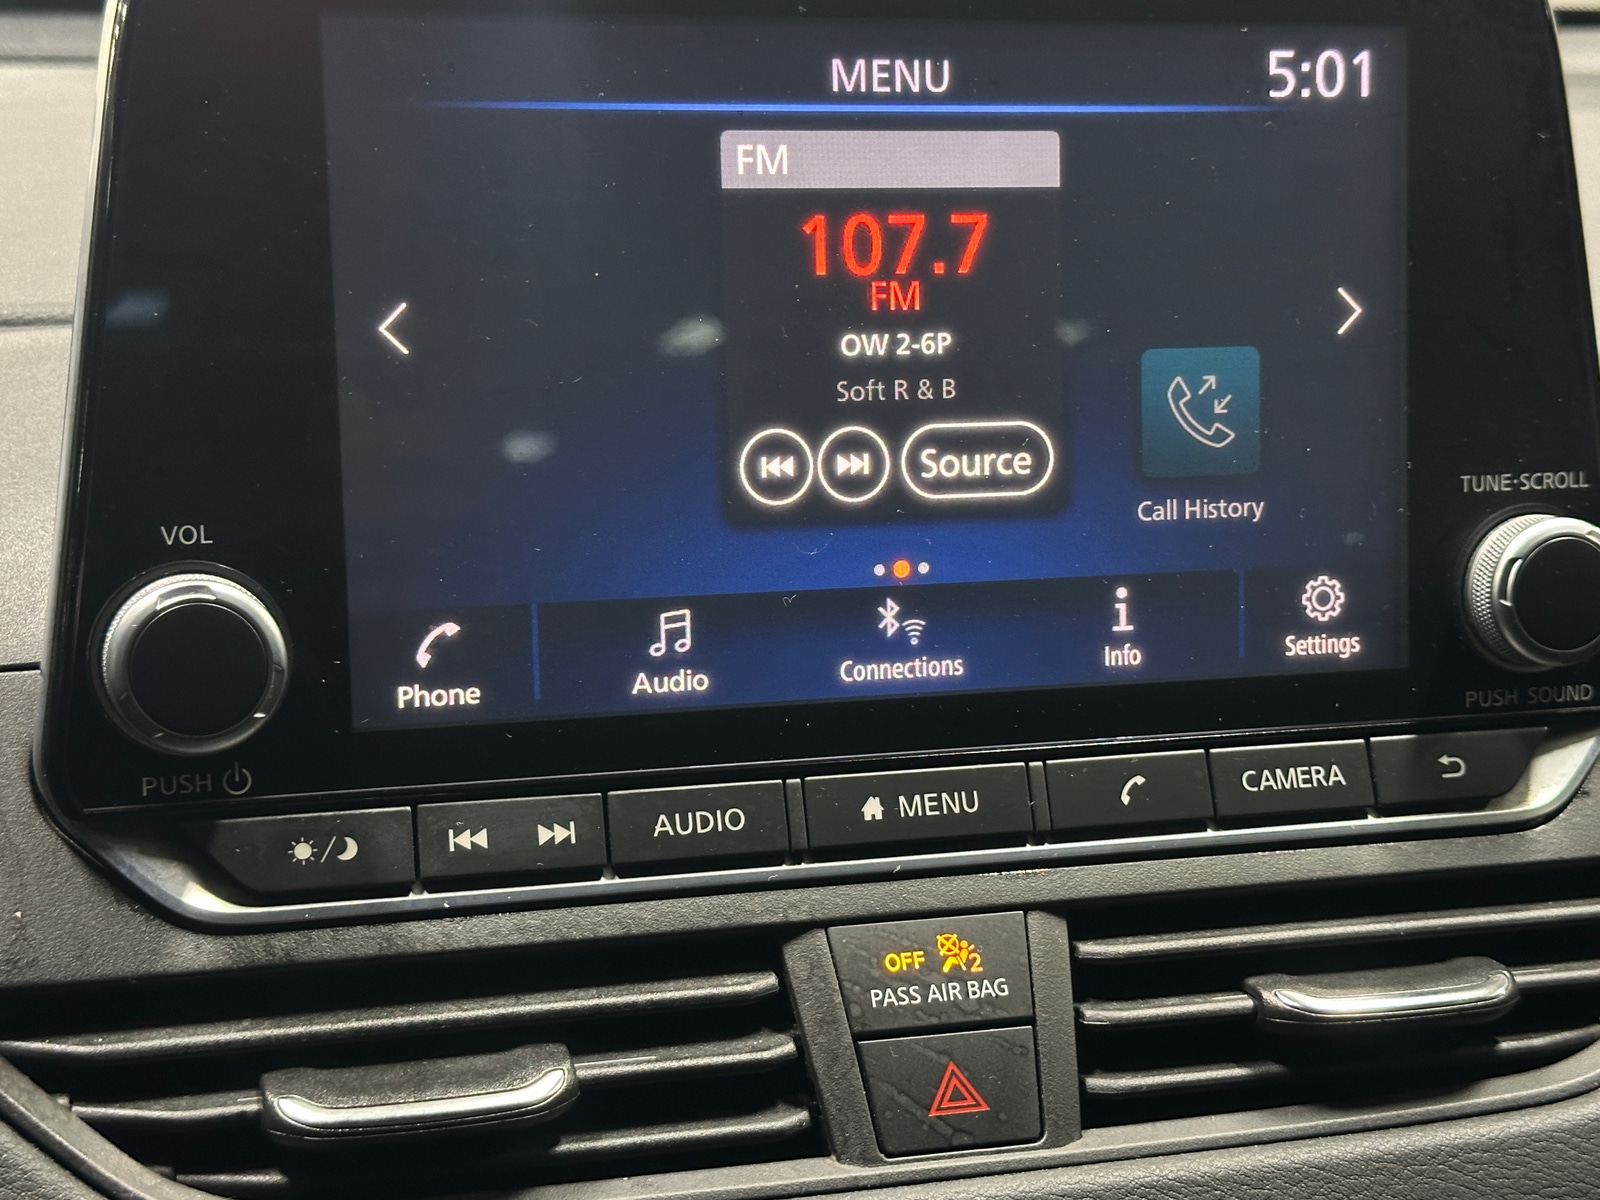 MENU
5:01
FM
107.7
FM
OW 2-6P
Soft R & B
Source
Call History
VOL
TUNE·SCROLL
Phone
Audio
Connections
Info
Settings
PUSH
PUSH SOUND
AUDIO
MENU
CAMERA
OFF 2
PASS AIR BAG